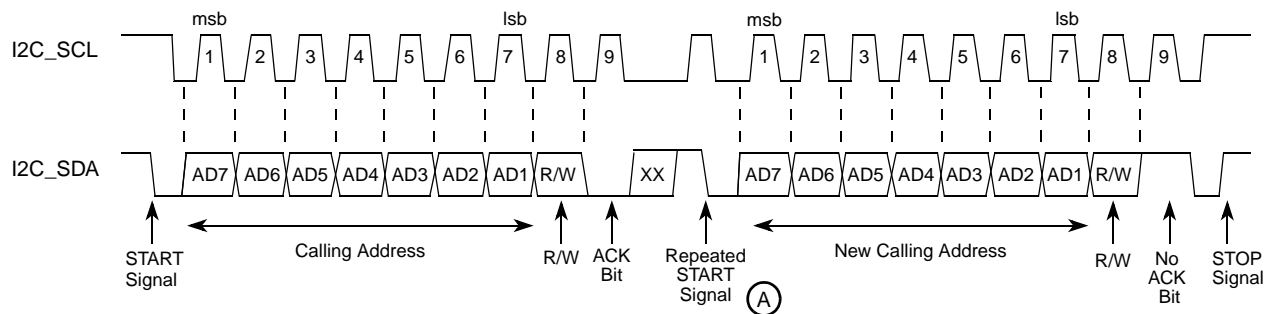 msb lsb msb lsb
I2C_SCL 1 2 3 4 5 6 7 8 9 1 2 3 4 5 6 7 8 9
I2C_SDA AD7 AD6 AD5 AD4 AD3 AD2 AD1 R/W XX AD7 AD6 AD5 AD4 AD3 AD2 AD1 R/W
START
Signal
Calling Address
R/W
ACK
Bit
Repeated
START
Signal
A
New Calling Address
R/W
No
ACK
Bit
STOP
Signal